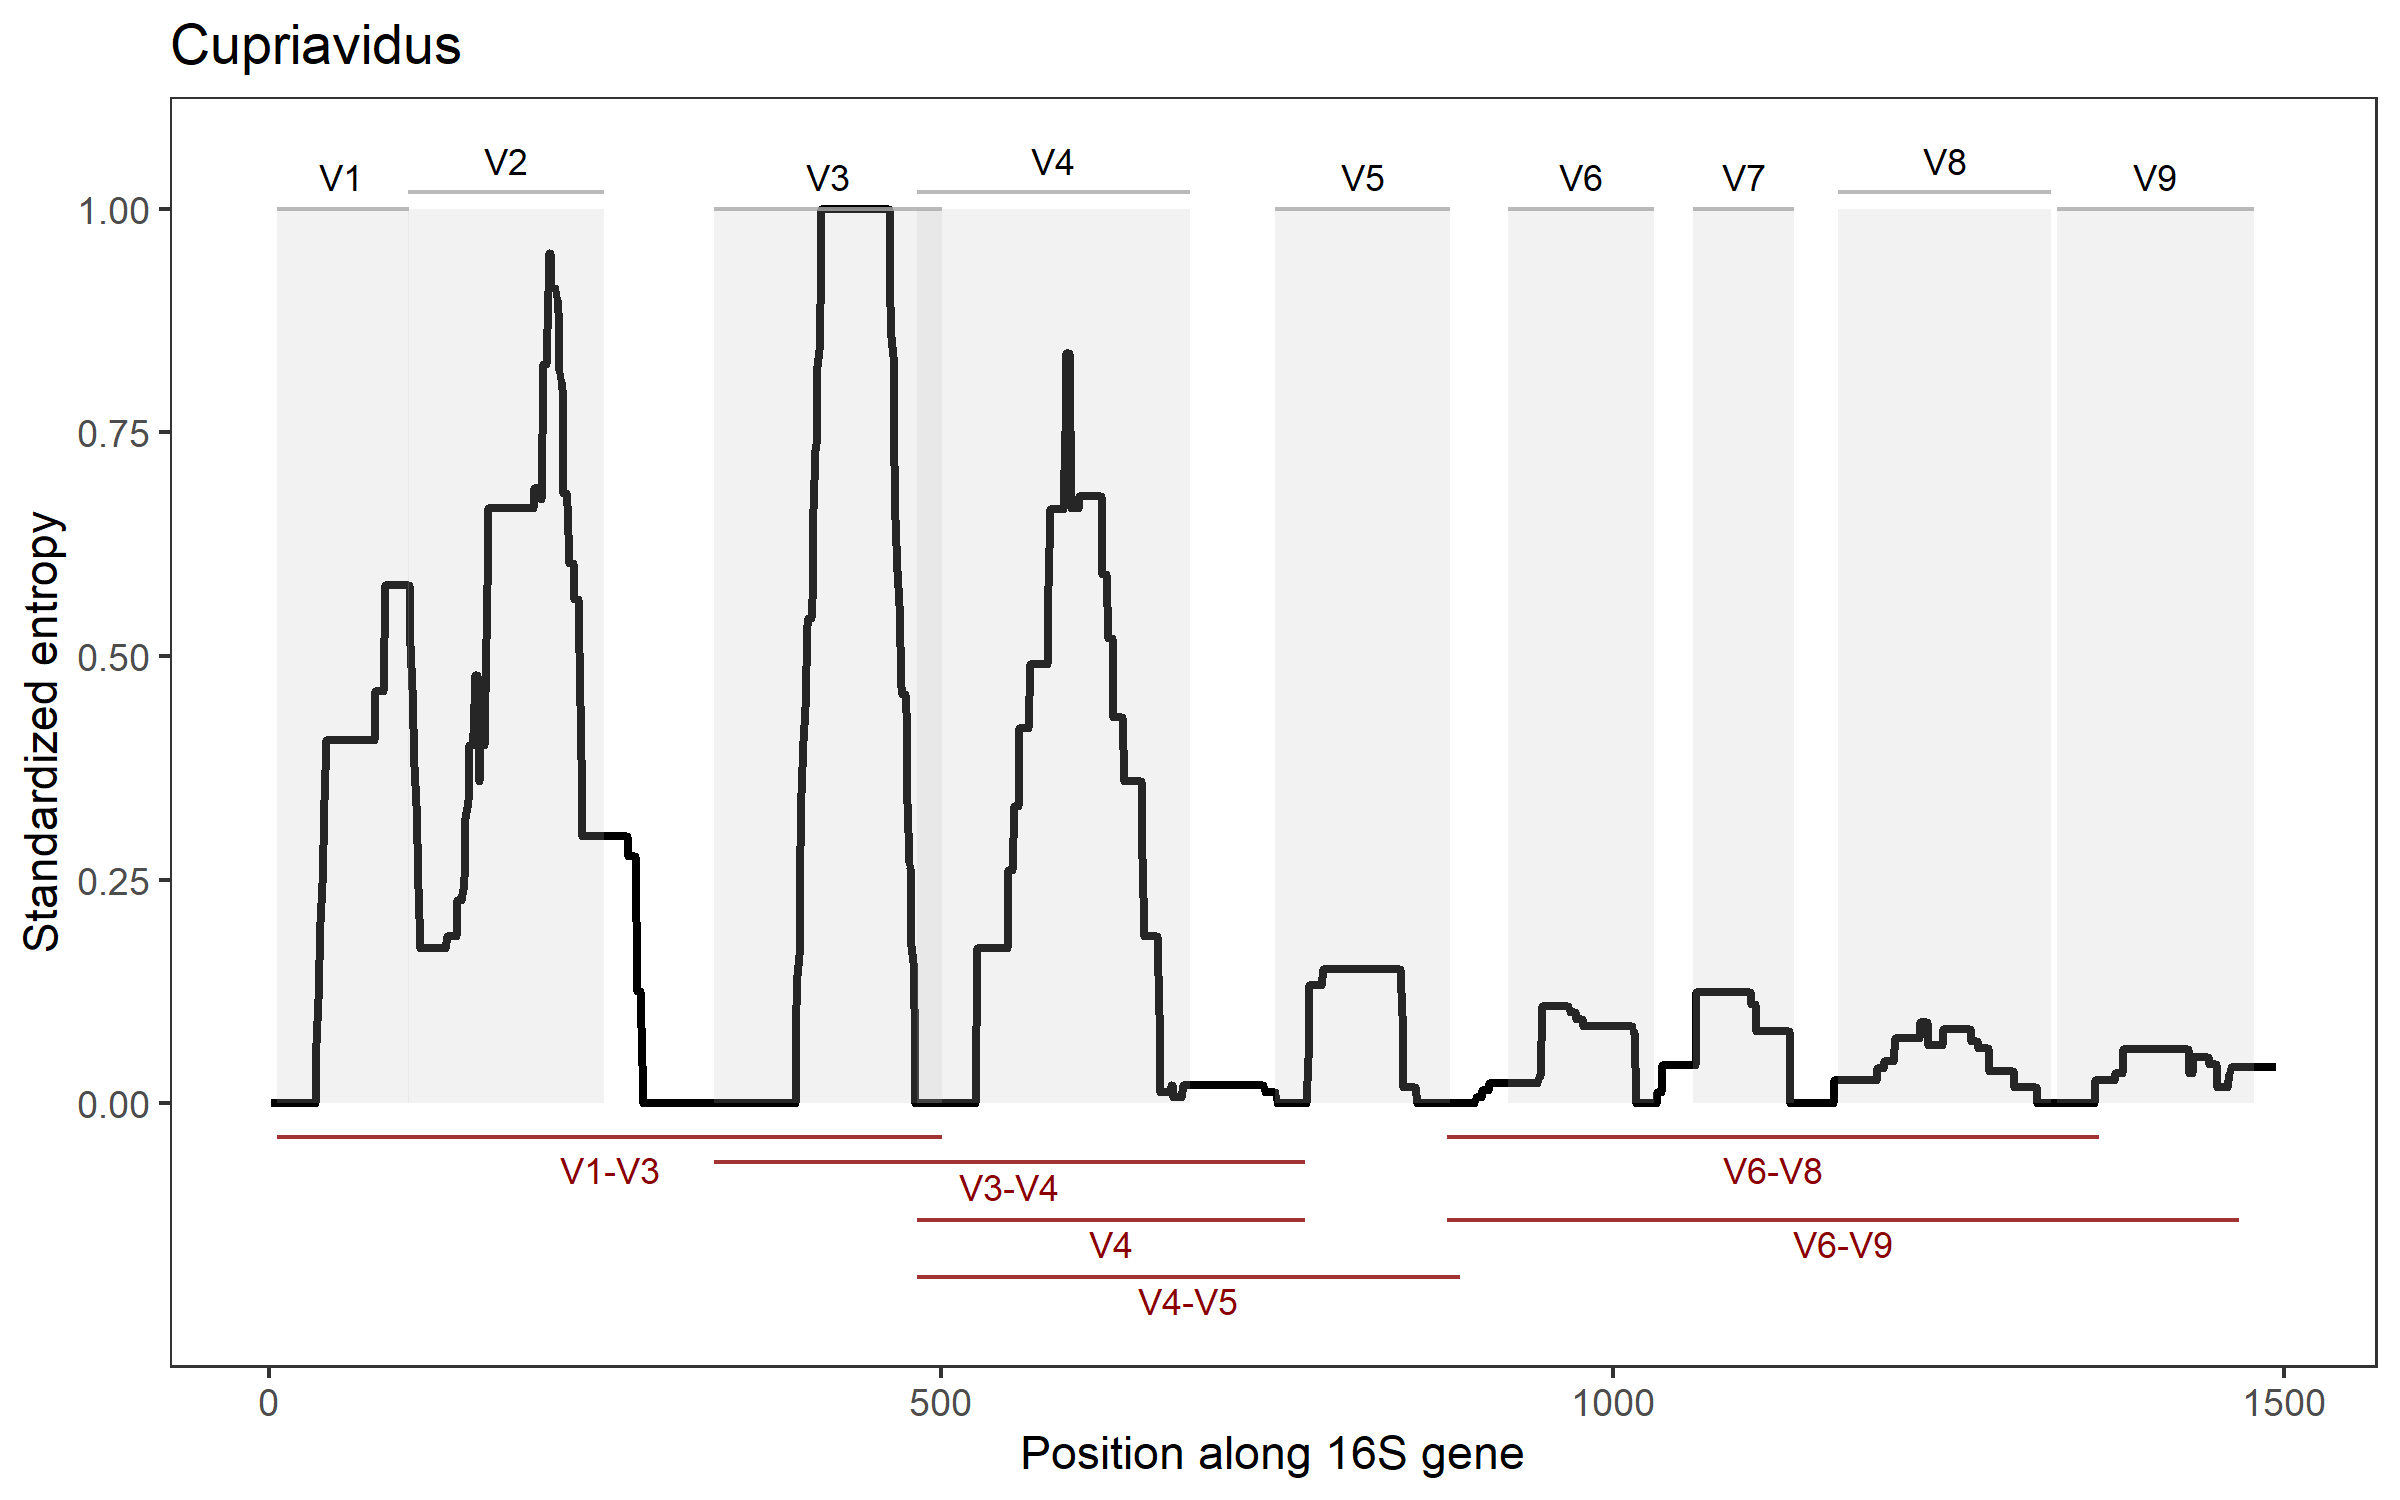 Cupriavidus
V1
V2
V3
V4
V5
V6
V7
V8
V9
1.00
0.75
0.50
0.25
0.00
Standardized entropy
V1-V3
V3-V4
V4
V4-V5
V6-V8
V6-V9
0
500
1000
1500
Position along 16S gene